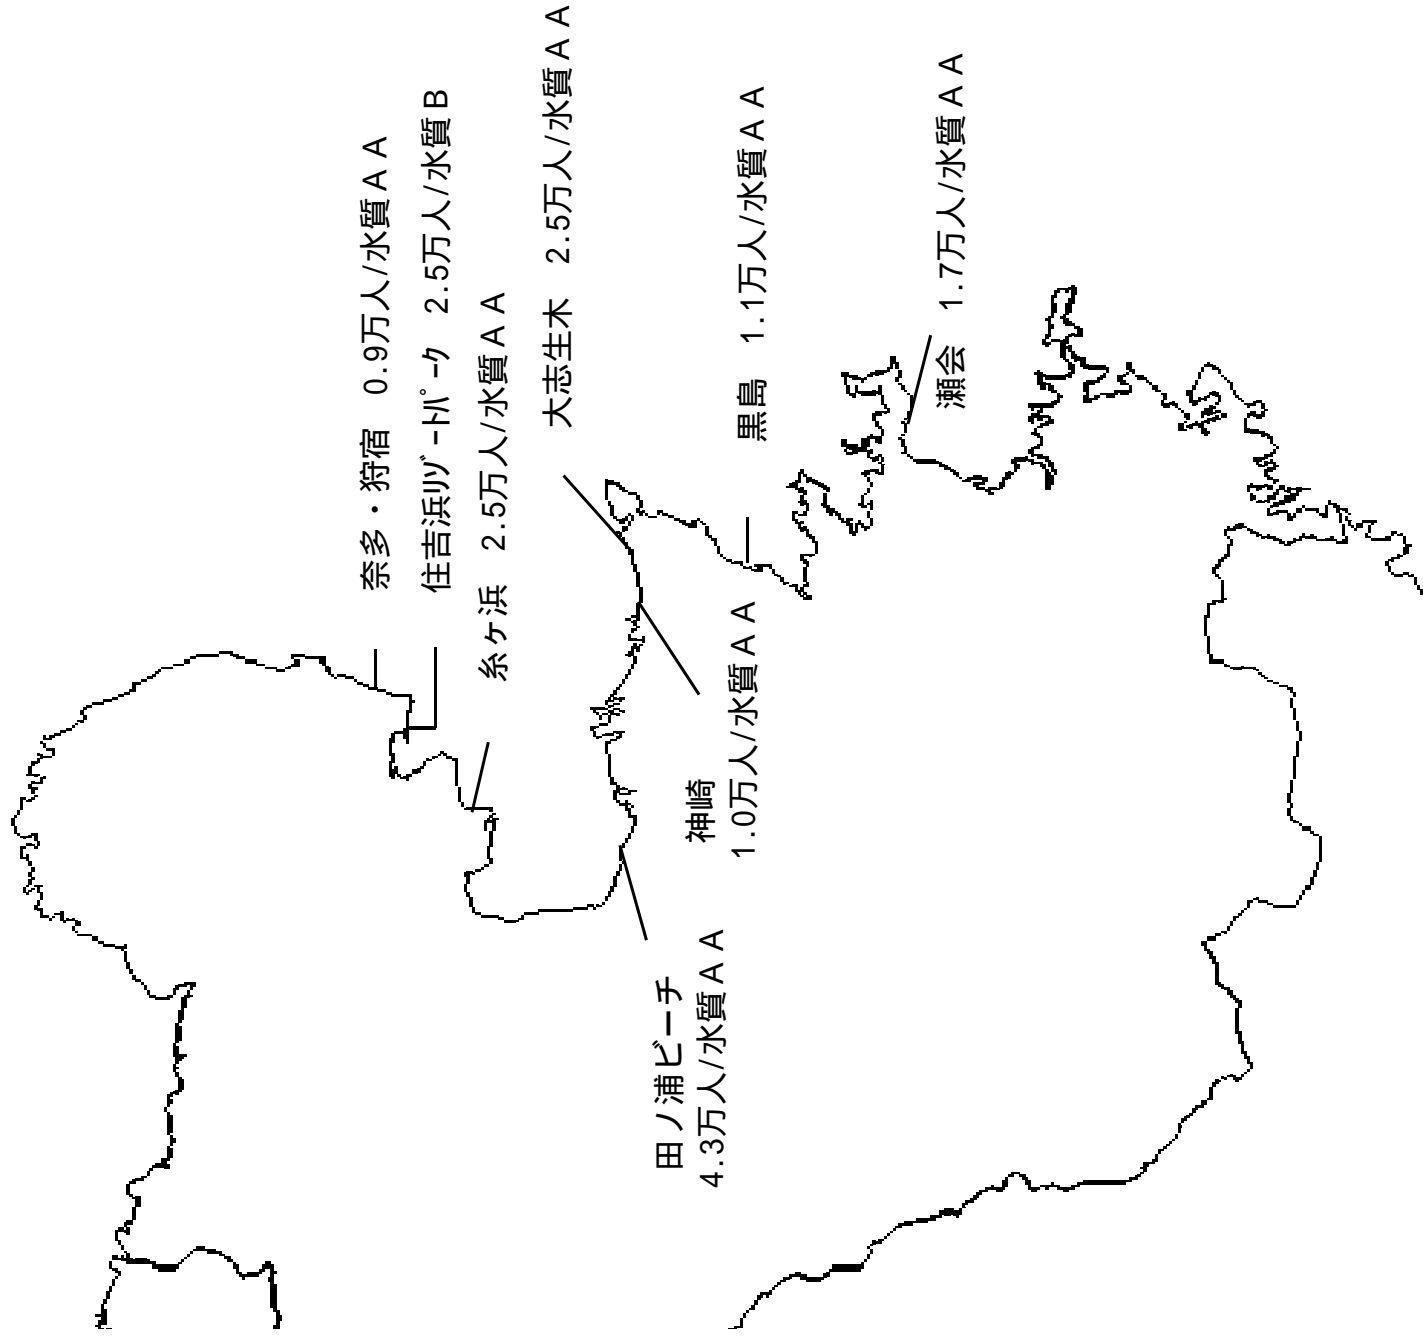 奈多・狩宿　0.9万人/水質ＡＡ
住吉浜ﾘｿﾞｰﾄﾊﾟｰｸ　2.5万人/水質Ｂ
糸ヶ浜　2.5万人/水質ＡＡ
大志生木　2.5万人/水質ＡＡ
黒島　1.1万人/水質ＡＡ
瀬会　1.7万人/水質ＡＡ
神崎
1.0万人/水質ＡＡ
田ノ浦ビーチ
4.3万人/水質ＡＡ